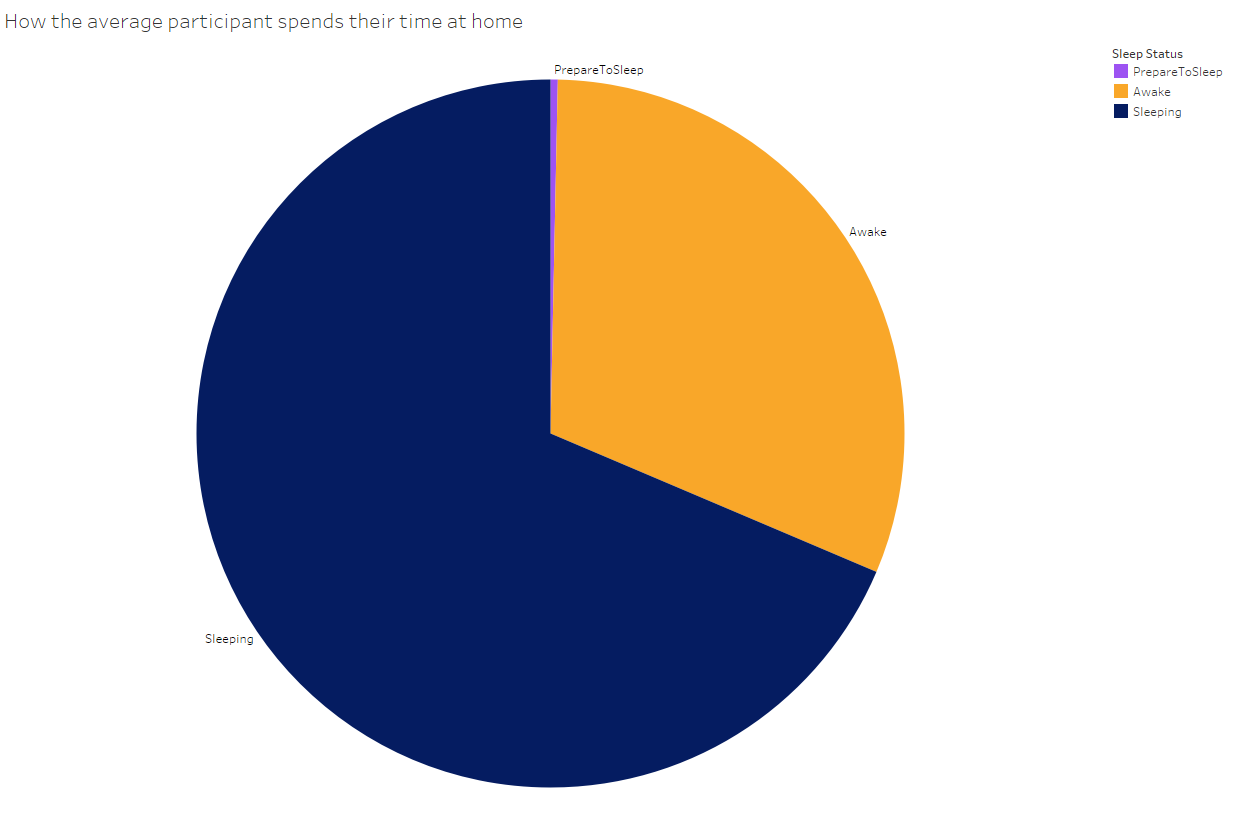 How the average participant spends their time at home
Sleep Status
PrepareToSleep
Awake
Sleeping
PrepareToSleep
Awake
Sleeping